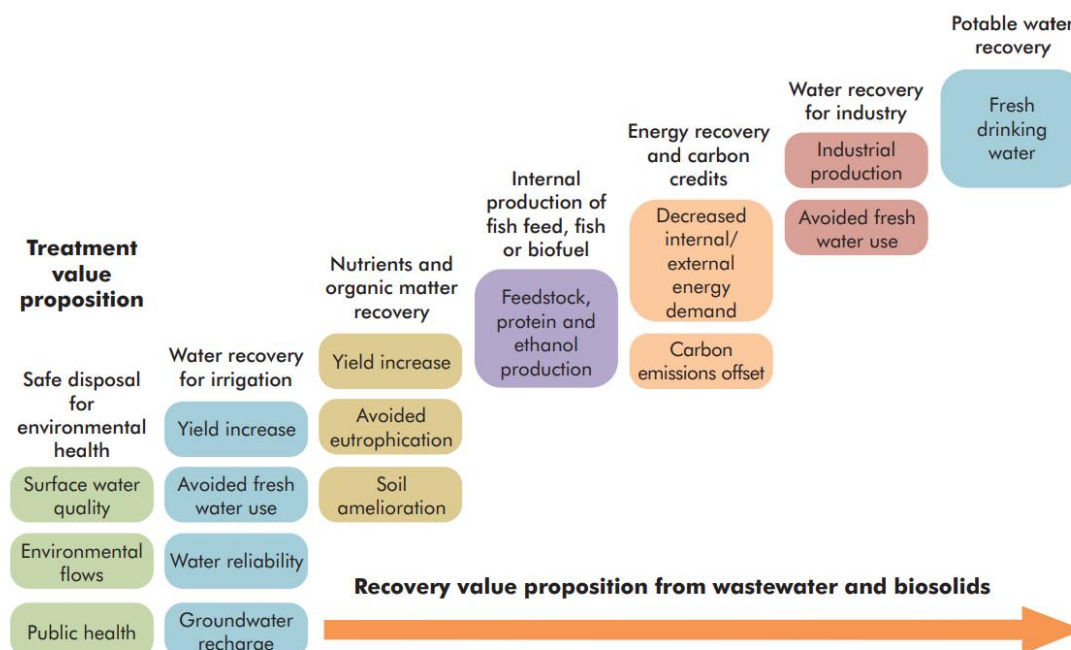 Treatment
value
proposition
Safe disposal
for
environmental
health
Surface water
quality
Environmental
flows
Public health
Water recovery
for irrigation
Yield increase
Avoided fresh
water use
Water reliability
Groundwater
recharge
Nutrients and
organic matter
recovery
Yield increase
Avoided
eutrophication
Soil
amelioration
Internal
production of
fish feed, fish
or biofuel
Feedstock,
protein and
ethanol
production
Energy recovery
and carbon
credits
Decreased
internal/
external
energy
demand
Carbon
emissions offset
Water recovery
for industry
Industrial
production
Avoided fresh
water use
Potable water
recovery
Fresh
drinking
water
Recovery value proposition from wastewater and biosolids